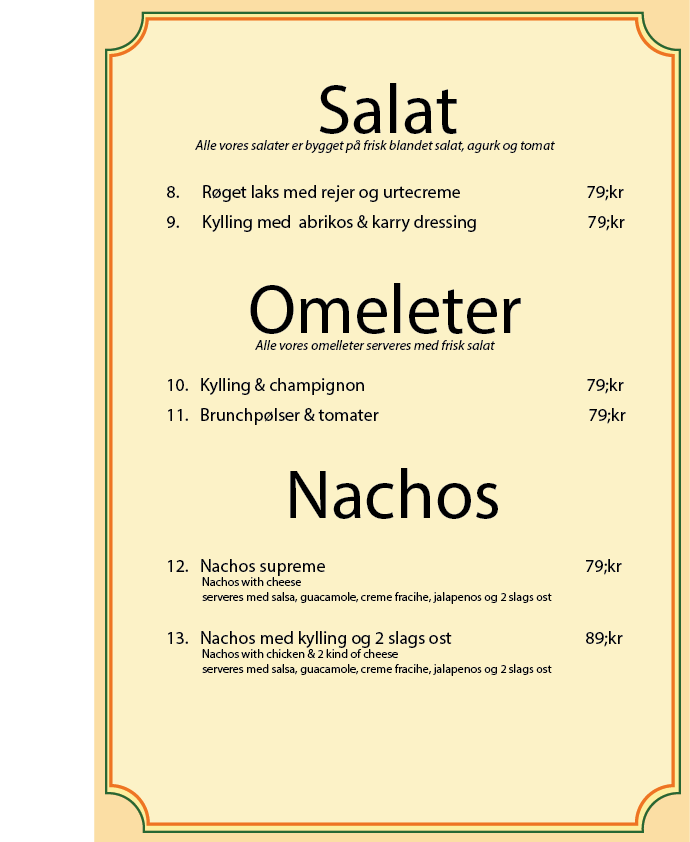 Salat
Alle vores salater er bygget på frisk blandet salat, agurk og tomat
8. Røget laks med rejer og urtecreme 79;kr
9. Kylling med abrikos & karry dressing 79;kr
Omeleter
Alle vores omelleter serveres med frisk salat
10. Kylling & champignon 79;kr
11. Brunchpølser & tomater 79;kr
Nachos
12. Nachos supreme 79;kr
Nachos with cheese
serveres med salsa, guacamole, creme fracihe, jalapenos og 2 slags ost
13. Nachos med kylling og 2 slags ost 89;kr
Nachos with chicken & 2 kind of cheese
serveres med salsa, guacamole, creme fracihe, jalapenos og 2 slags ost